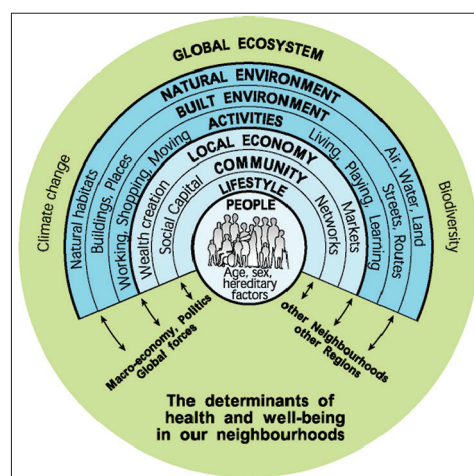 GLOBAL ECOSYSTEM
NATURAL ENVIRONMENT
BUILT ENVIRONMENT
ACTIVITIES
LOCAL ECONOMY
COMMUNITY
LIFESTYLE
PEOPLE
Age, sex,
hereditary
factors
Climate change
Natural habitats
Buildings, Places
Working, Shopping, Moving
Wealth creation
Social Capital
Living, Playing, Learning
Markets
Networks
Air, Water, Land
Streets, Routes
Biodiversity
Macro-economy, Politics
Global forces
other Neighbourhoods
other Regions
The determinants of
health and well-being
in our neighbourhoods